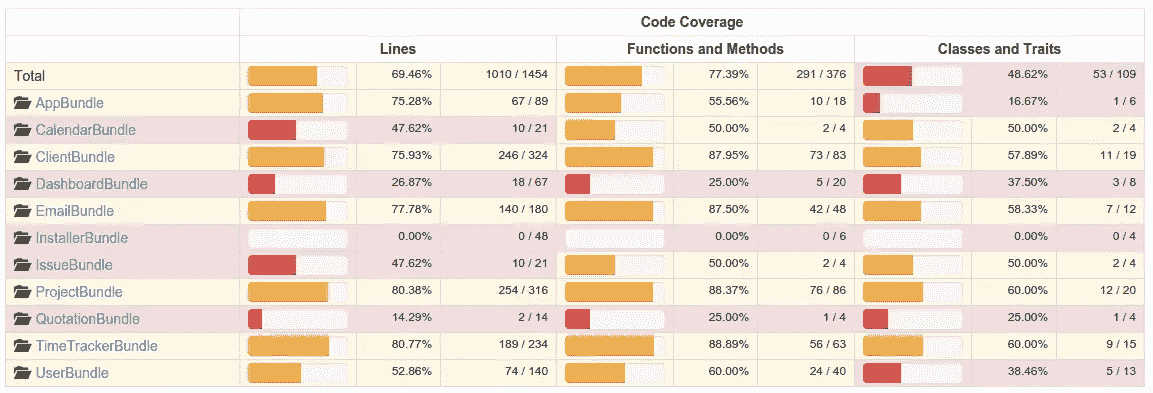 Code Coverage
Lines Functions and Methods Classes and Traits
Total 69.46% 1010 / 1454 77.39% 291 / 376 48.62% 53 / 109
AppBundle 75.28% 67 / 89 55.56% 10 / 18 16.67% 1 / 6
CalendarBundle 47.62% 10 / 21 50.00% 2 / 4 50.00% 2 / 4
ClientBundle 75.93% 246 / 324 87.95% 73 / 83 57.89% 11 / 19
DashboardBundle 26.87% 18 / 67 25.00% 5 / 20 37.50% 3 / 8
EmailBundle 77.78% 140 / 180 87.50% 42 / 48 58.33% 7 / 12
InstallerBundle 0.00% 0 / 48 0.00% 0 / 6 0.00% 0 / 4
IssueBundle 47.62% 10 / 21 50.00% 2 / 4 50.00% 2 / 4
ProjectBundle 80.38% 254 / 316 88.37% 76 / 86 60.00% 12 / 20
QuotationBundle 14.29% 2 / 14 25.00% 1 / 4 25.00% 1 / 4
TimeTrackerBundle 80.77% 189 / 234 88.89% 56 / 63 60.00% 9 / 15
UserBundle 52.86% 74 / 140 60.00% 24 / 40 38.46% 5 / 13